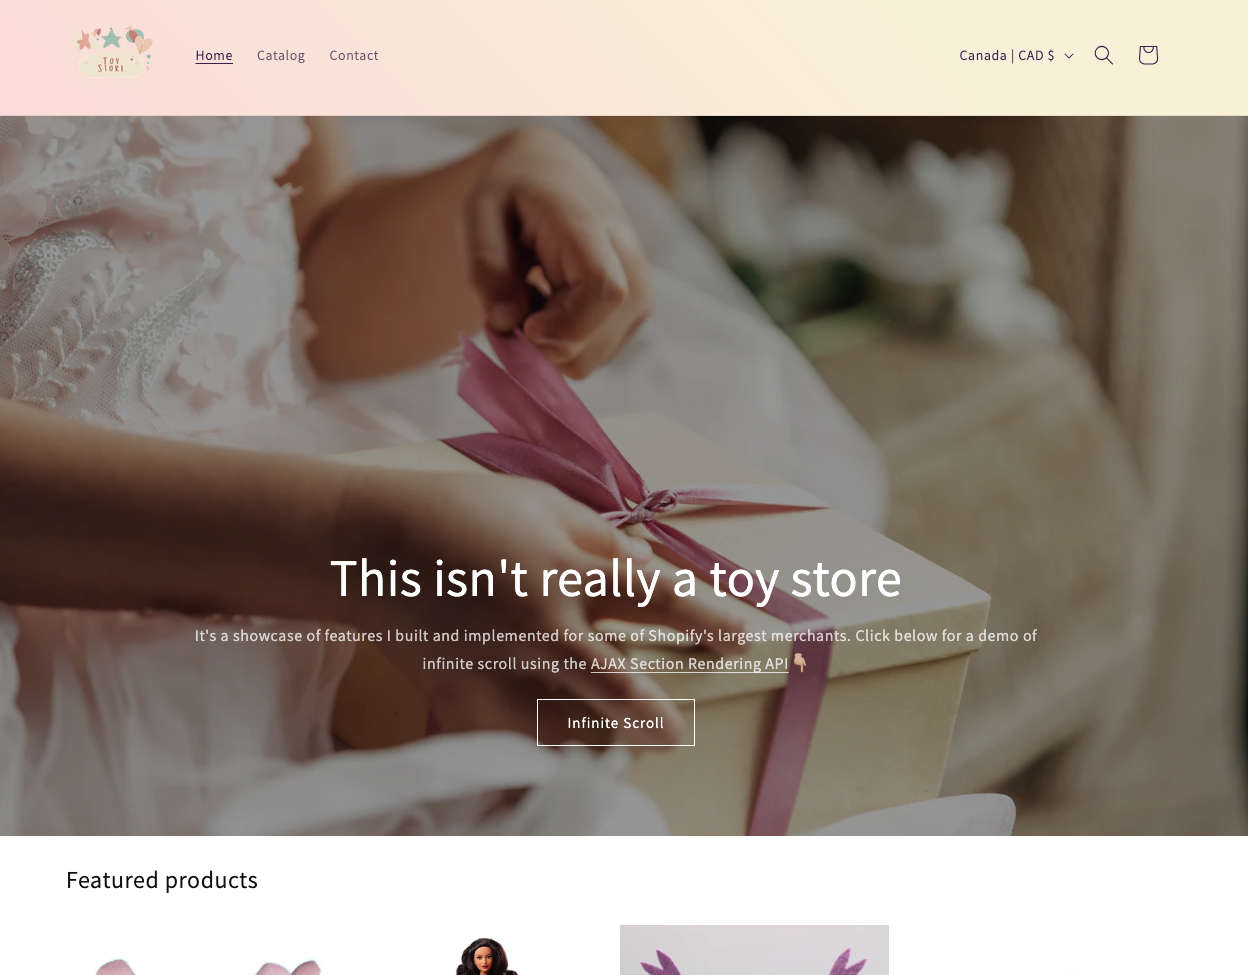 TOY
STORI
Home Catalog Contact
Canada | CAD $
This isn't really a toy store
It's a showcase of features I built and implemented for some of Shopify's largest merchants. Click below for a demo of
infinite scroll using the AJAX Section Rendering API👇🏼
Infinite Scroll
Featured products